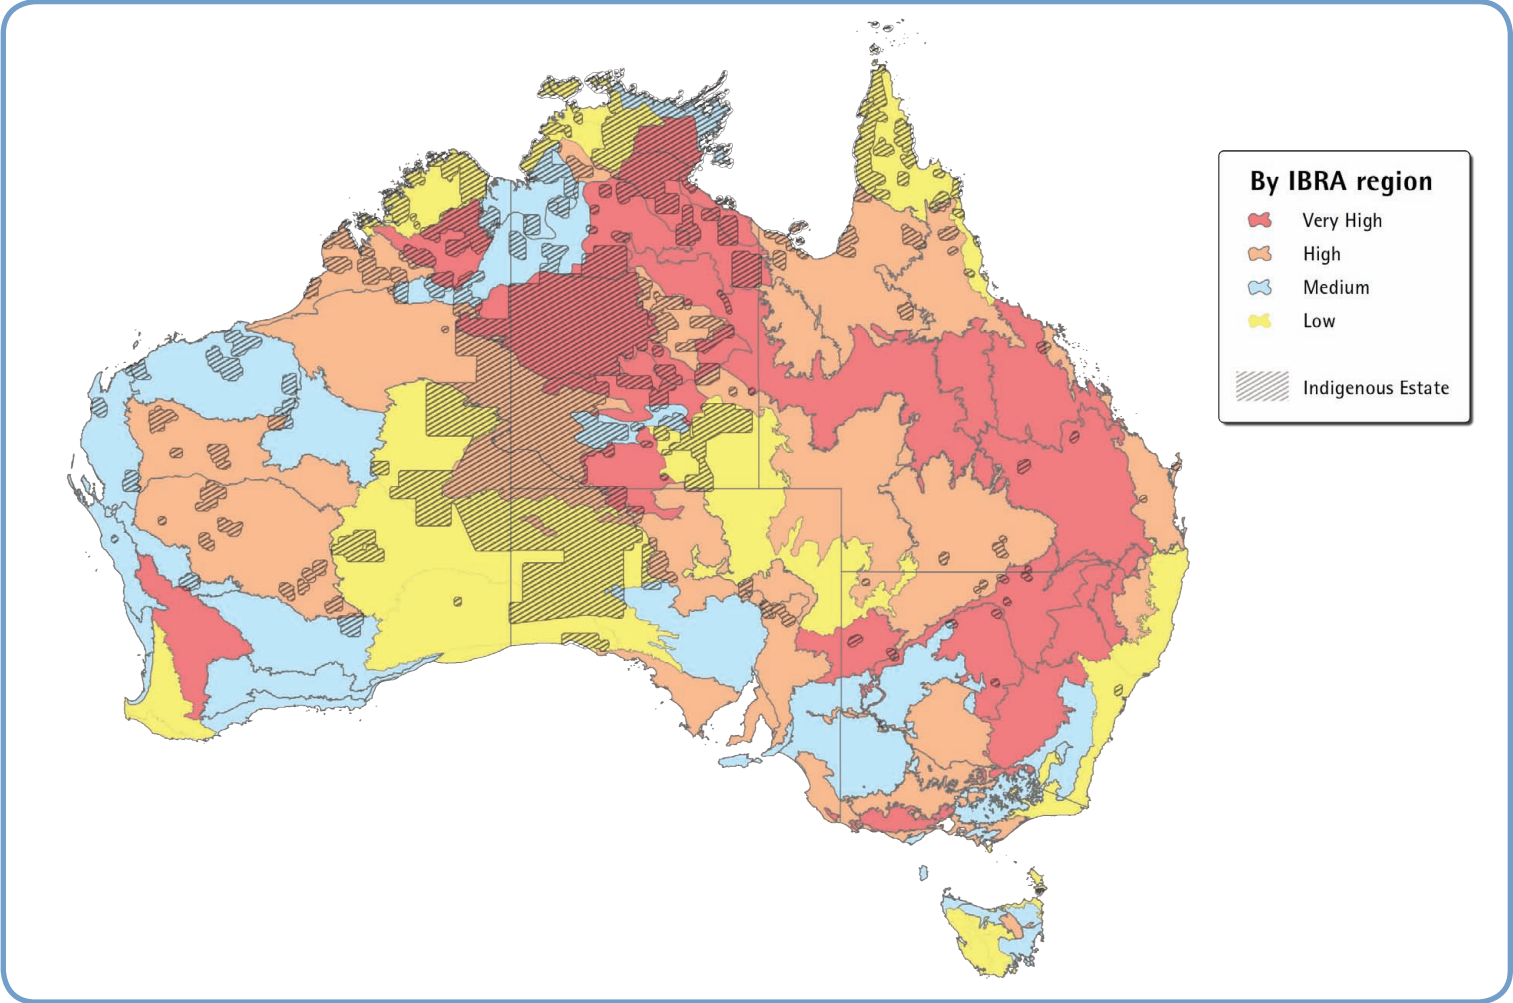 By IBRA region
Very High
High
Medium
Low
Indigenous Estate